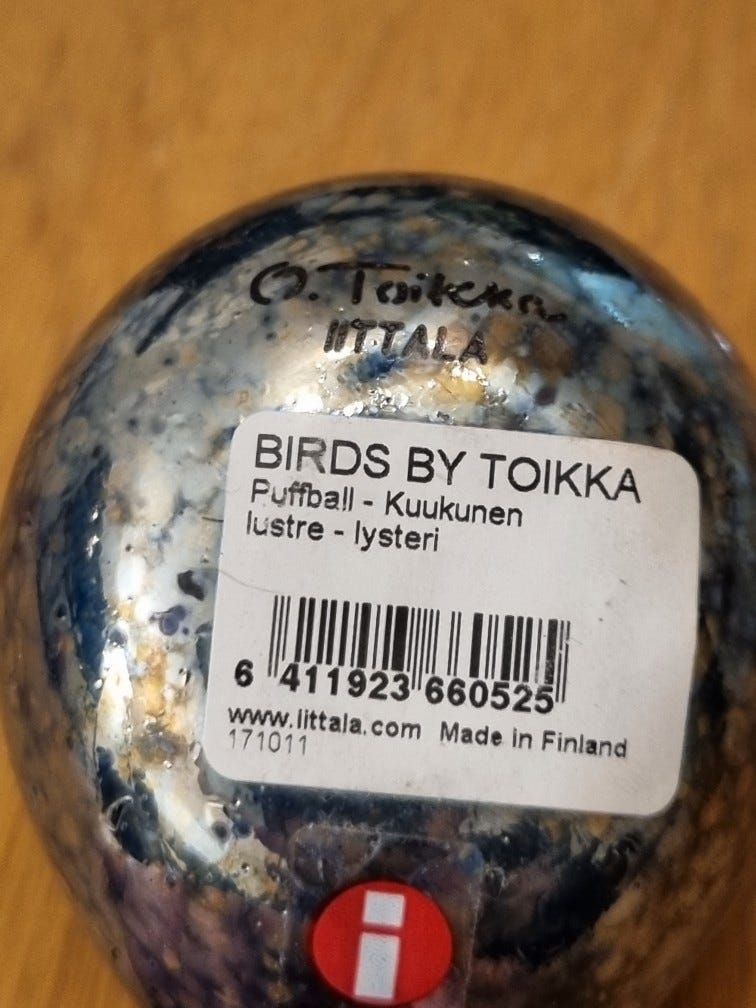 O. Toikka
IITTALA
BIRDS BY TOIKKA
Puffball - Kuukunen
lustre - lysteri
6 411923 660525
www.iittala.com Made in Finland
171011
i